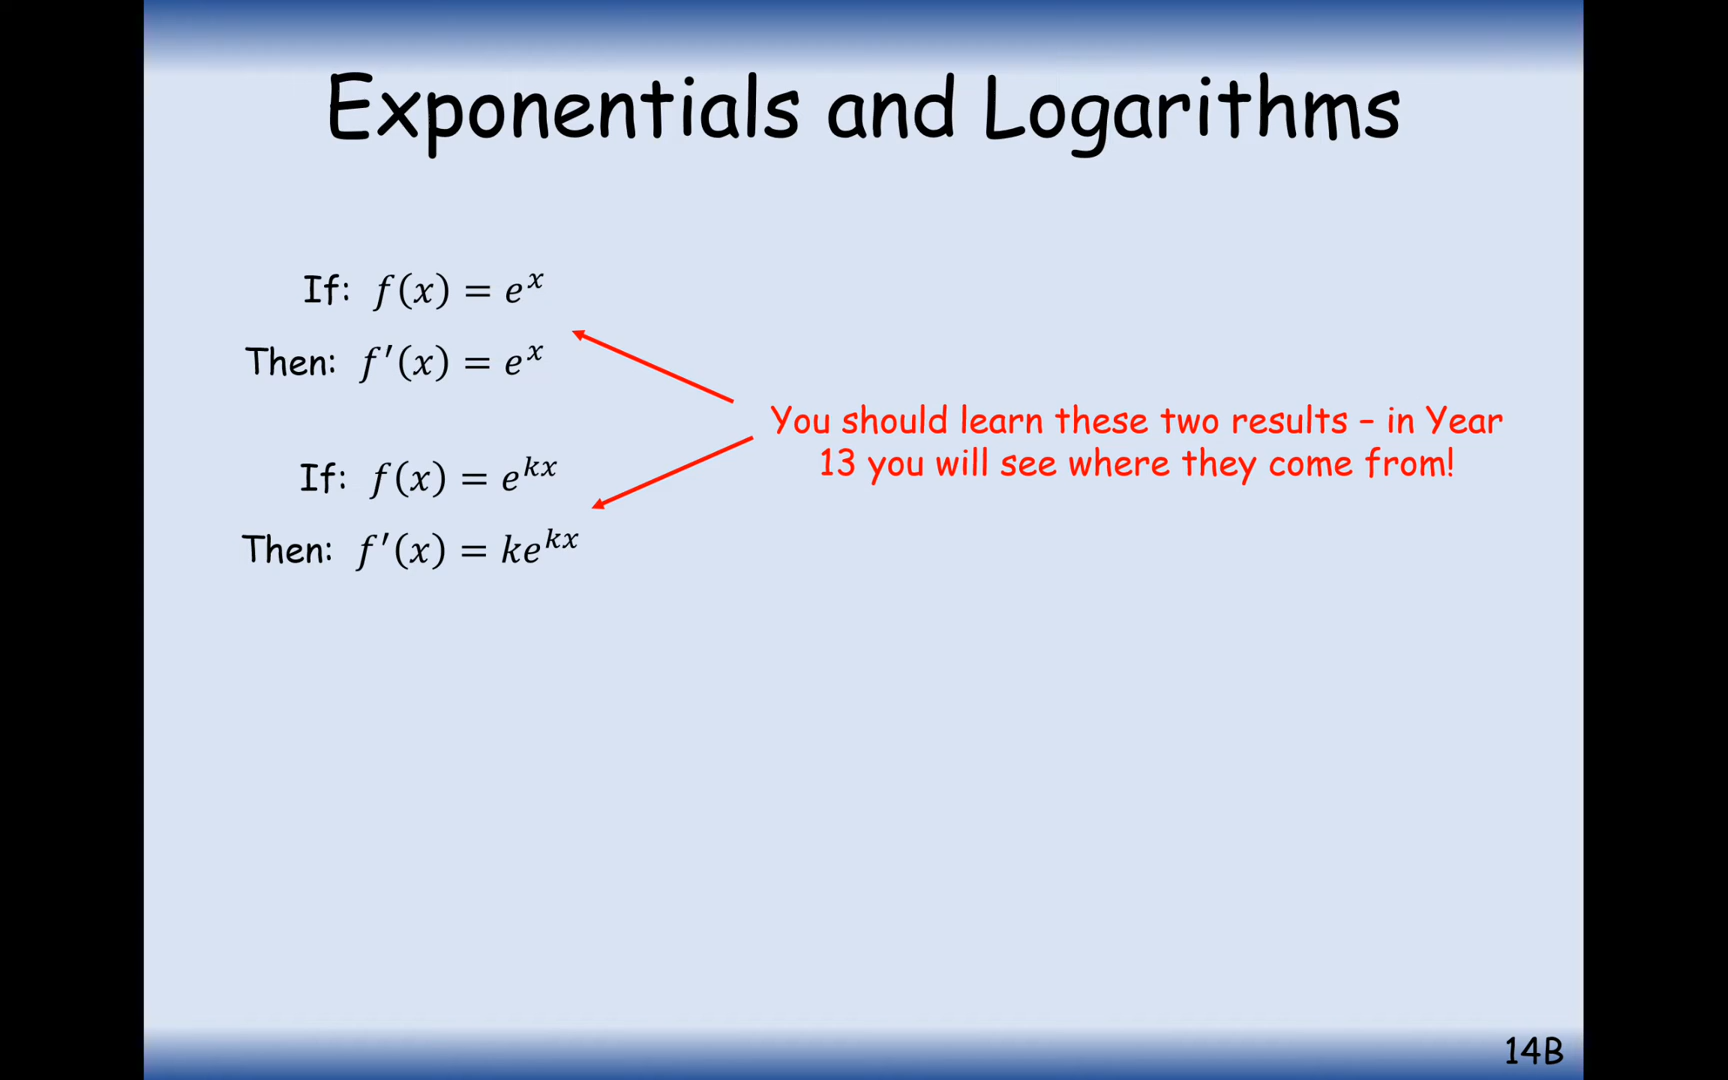 Exponentials and Logarithms
If: f(x) = e^x
Then: f′(x) = e^x
You should learn these two results – in Year
13 you will see where they come from!
If: f(x) = e^{kx}
Then: f′(x) = ke^{kx}
14B